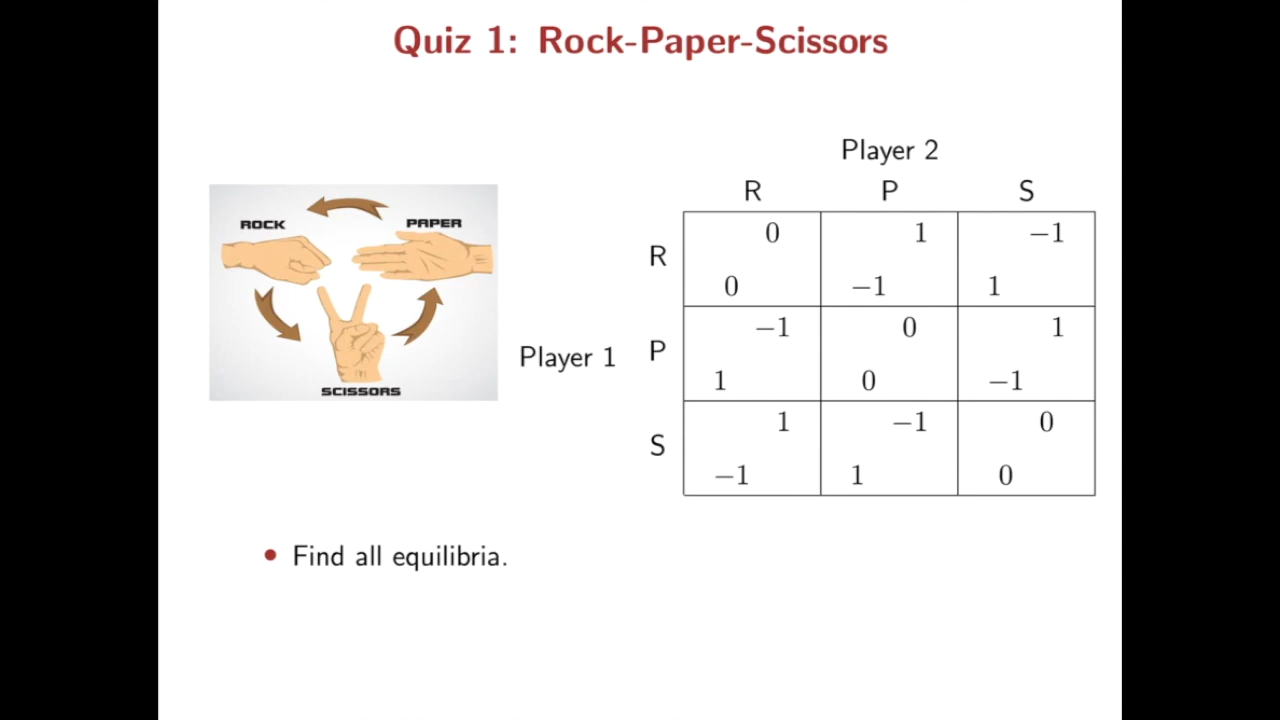 Quiz 1: Rock-Paper-Scissors
ROCK
PAPER
SCISSORS
Player 2
R P S
Player 1
R
0 1 −1
0 −1 1
P
−1 0 1
1 0 −1
S
1 −1 0
−1 1 0
• Find all equilibria.